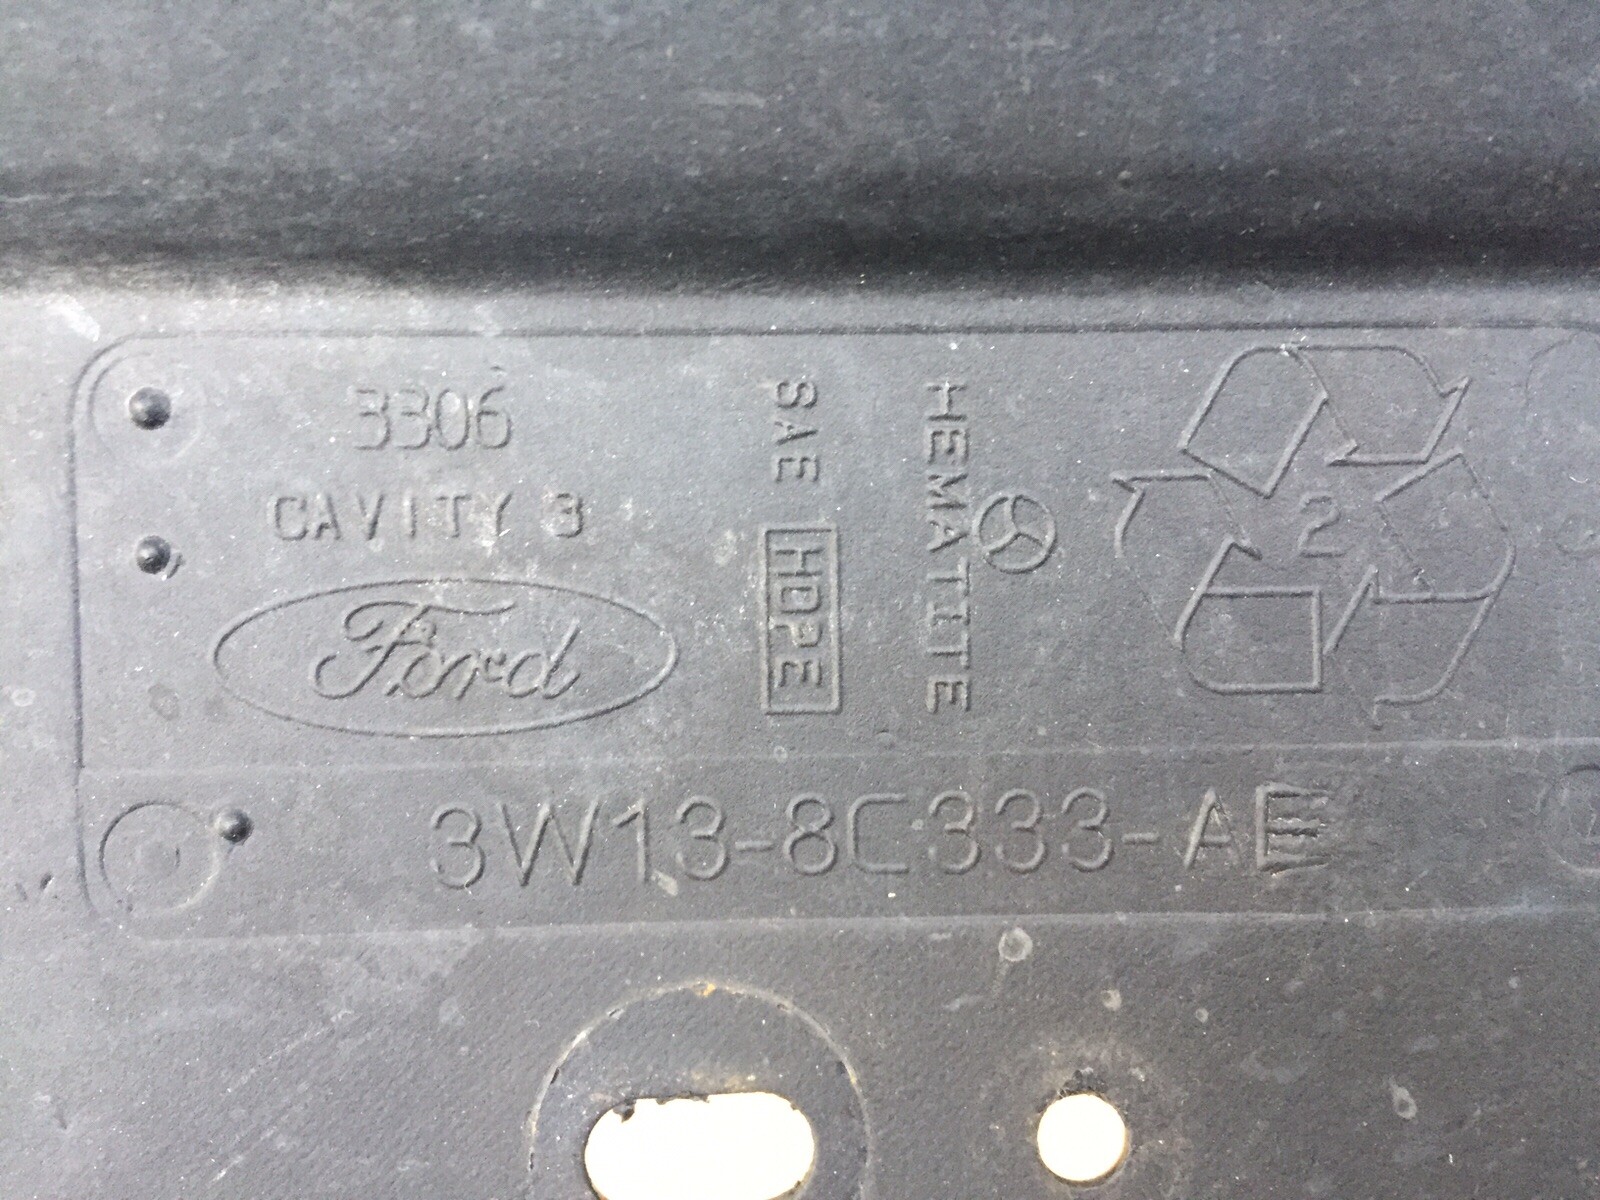 3306
CAVITY 3
Ford
SAE
HDPE
HEMATITE
2
3W13-8C333-AE